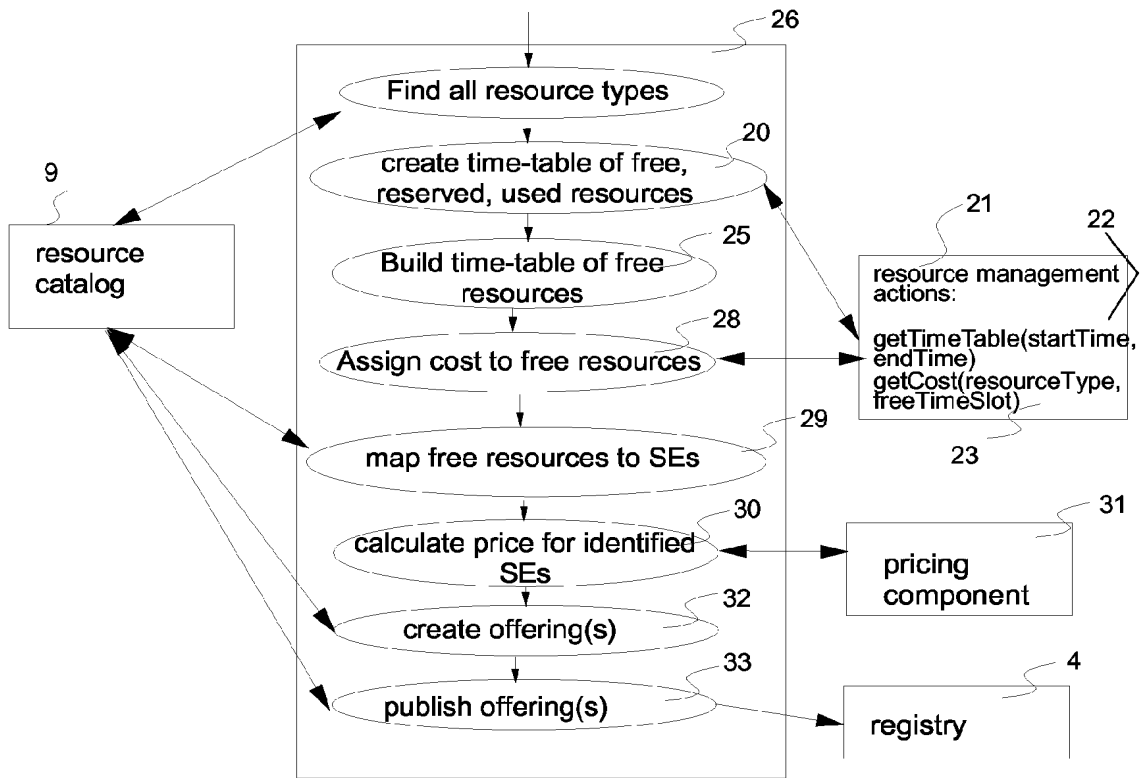 26
Find all resource types
20
create time-table of free,
reserved, used resources
9
resource
catalog
25
Build time-table of free
resources
21
22
resource management
actions:
getTimeTable(startTime,
endTime)
getCost(resourceType,
freeTimeSlot)
23
28
Assign cost to free resources
29
map free resources to SEs
30
calculate price for identified
SEs
31
pricing
component
32
create offering(s)
33
publish offering(s)
4
registry